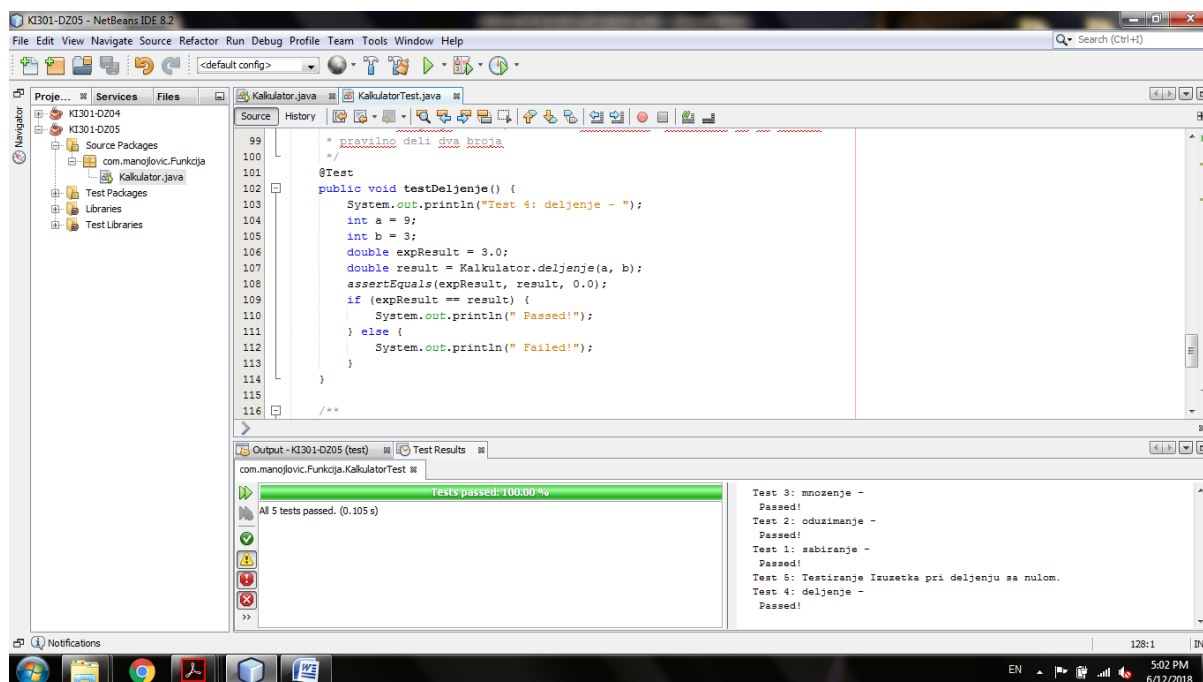 KI301-DZ05 - NetBeans IDE 8.2
File Edit View Navigate Source Refactor Run Debug Profile Team Tools Window Help
Search (Ctrl+I)
<default config>
Proje... Services Files
Navigator
KI301-DZ04
KI301-DZ05
Source Packages
com.manojlovic.Funkcija
Kalkulator.java
Test Packages
Libraries
Test Libraries
Kalkulator.java KalkulatorTest.java
Source History
99 * pravilno deli dva broja
100 */
101 @Test
102 public void testDeljenje() {
103 System.out.println("Test 4: deljenje - ");
104 int a = 9;
105 int b = 3;
106 double expResult = 3.0;
107 double result = Kalkulator.deljenje(a, b);
108 assertEquals(expResult, result, 0.0);
109 if (expResult == result) {
110 System.out.println(" Passed!");
111 } else {
112 System.out.println(" Failed!");
113 }
114 }
115
116 /**
Output - KI301-DZ05 (test) Test Results
com.manojlovic.Funkcija.KalkulatorTest
Tests passed: 100.00 %
All 5 tests passed. (0.105 s)
>>
Test 3: mnozenje -
Passed!
Test 2: oduzimanje -
Passed!
Test 1: sabiranje -
Passed!
Test 5: Testiranje Izuzetka pri deljenju sa nulom.
Test 4: deljenje -
Passed!
Notifications
128:1 IN
EN
5:02 PM
6/12/2018